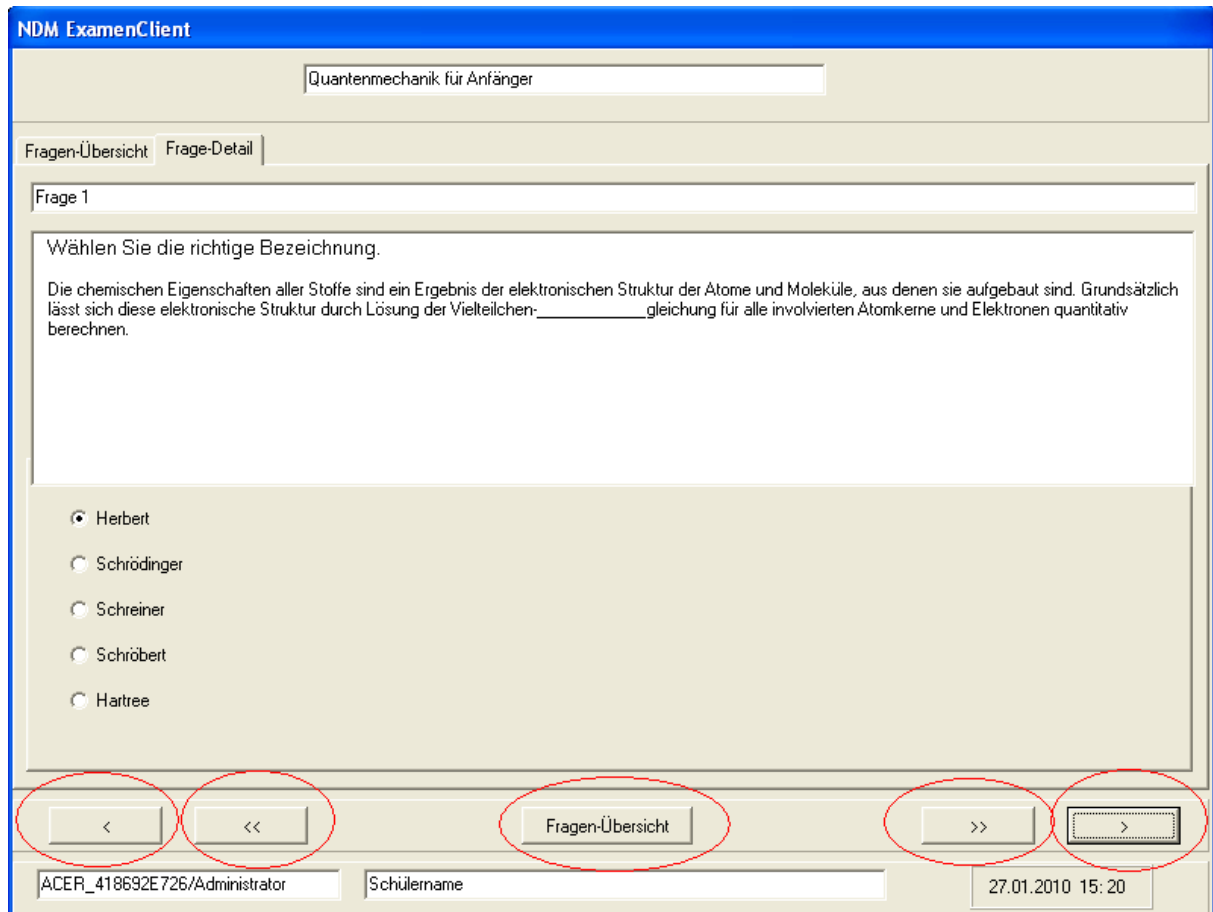 NDM ExamenClient
Quantenmechanik für Anfänger
Fragen-Übersicht Frage-Detail
Frage 1
Wählen Sie die richtige Bezeichnung.
Die chemischen Eigenschaften aller Stoffe sind ein Ergebnis der elektronischen Struktur der Atome und Moleküle, aus denen sie aufgebaut sind. Grundsätzlich
lässt sich diese elektronische Struktur durch Lösung der Vielteilchen-_____________gleichung für alle involvierten Atomkerne und Elektronen quantitativ
berechnen.
Herbert
Schrödinger
Schreiner
Schröbert
Hartree
< << Fragen-Übersicht >> >
ACER_418692E726/Administrator Schülername 27.01.2010 15:20